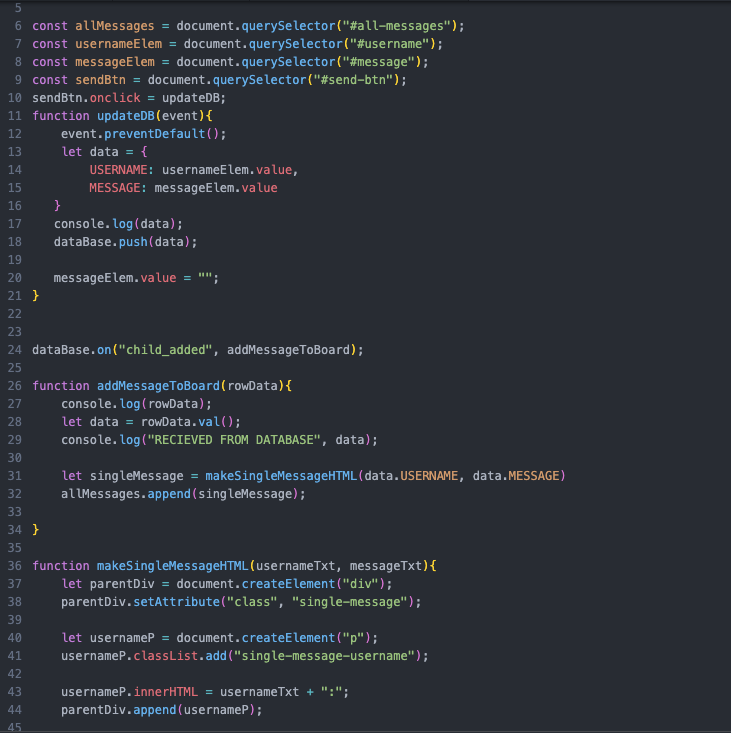 5
6 const allMessages = document.querySelector("#all-messages");
7 const usernameElem = document.querySelector("#username");
8 const messageElem = document.querySelector("#message");
9 const sendBtn = document.querySelector("#send-btn");
10 sendBtn.onclick = updateDB;
11 function updateDB(event){
12     event.preventDefault();
13     let data = {
14         USERNAME: usernameElem.value,
15         MESSAGE: messageElem.value
16    }
17    console.log(data);
18    dataBase.push(data);
19
20    messageElem.value = "";
21 }
22
23
24 dataBase.on("child_added", addMessageToBoard);
25
26 function addMessageToBoard(rowData){
27     console.log(rowData);
28     let data = rowData.val();
29     console.log("RECIEVED FROM DATABASE", data);
30
31     let singleMessage = makeSingleMessageHTML(data.USERNAME, data.MESSAGE)
32     allMessages.append(singleMessage);
33
34 }
35
36 function makeSingleMessageHTML(usernameTxt, messageTxt){
37     let parentDiv = document.createElement("div");
38     parentDiv.setAttribute("class", "single-message");
39
40     let usernameP = document.createElement("p");
41     usernameP.classList.add("single-message-username");
42
43     usernameP.innerHTML = usernameTxt + ":";
44     parentDiv.append(usernameP);
45